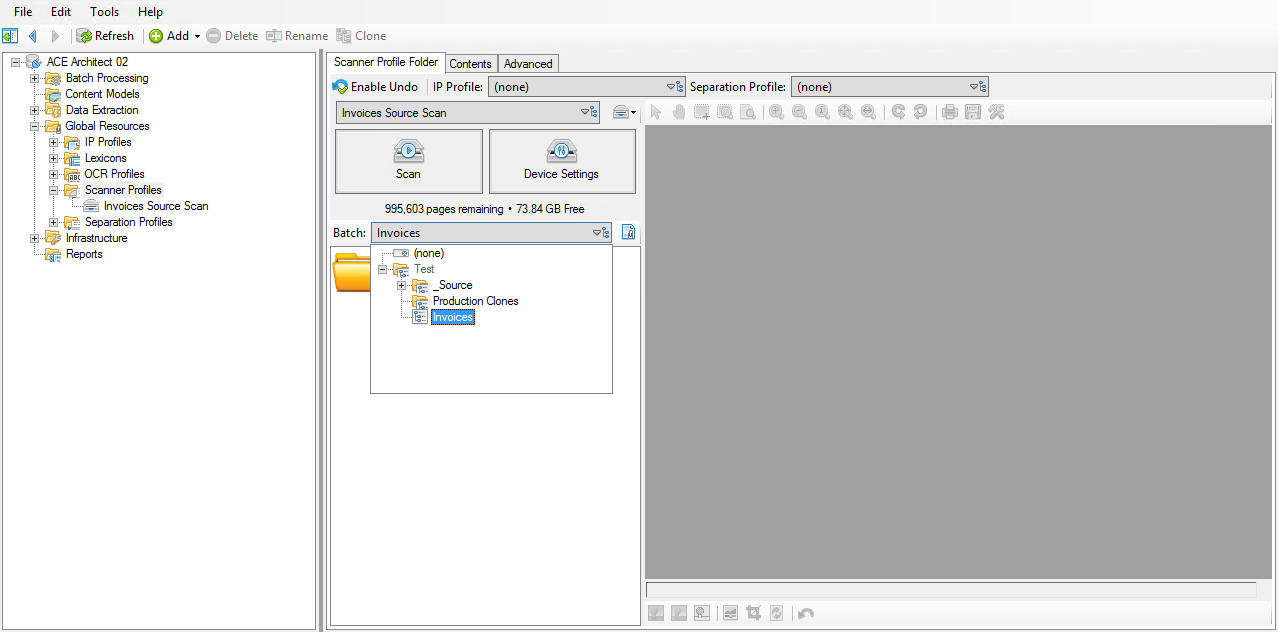 File Edit Tools Help
Refresh Add Delete Rename Clone
ACE Architect 02
Batch Processing
Content Models
Data Extraction
Global Resources
IP Profiles
Lexicons
OCR Profiles
Scanner Profiles
Invoices Source Scan
Separation Profiles
Infrastructure
Reports
Scanner Profile Folder Contents Advanced
Enable Undo IP Profile: (none) Separation Profile: (none)
Invoices Source Scan
Scan Device Settings
995,603 pages remaining • 73.84 GB Free
Batch: Invoices
(none)
Test
_Source
Production Clones
Invoices